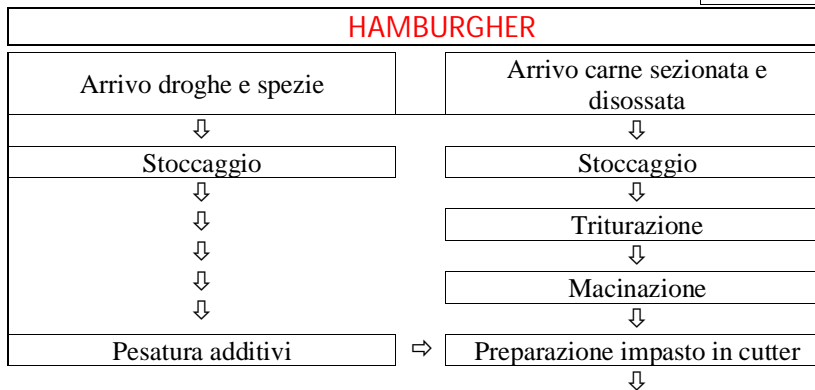 HAMBURGHER
Arrivo droghe e spezie
Arrivo carne sezionata e
disossata
⇩ ⇩
Stoccaggio
Stoccaggio
⇩ ⇩
⇩
Triturazione
⇩ ⇩
⇩
Macinazione
⇩ ⇩
Pesatura additivi
⇨
Preparazione impasto in cutter
⇩